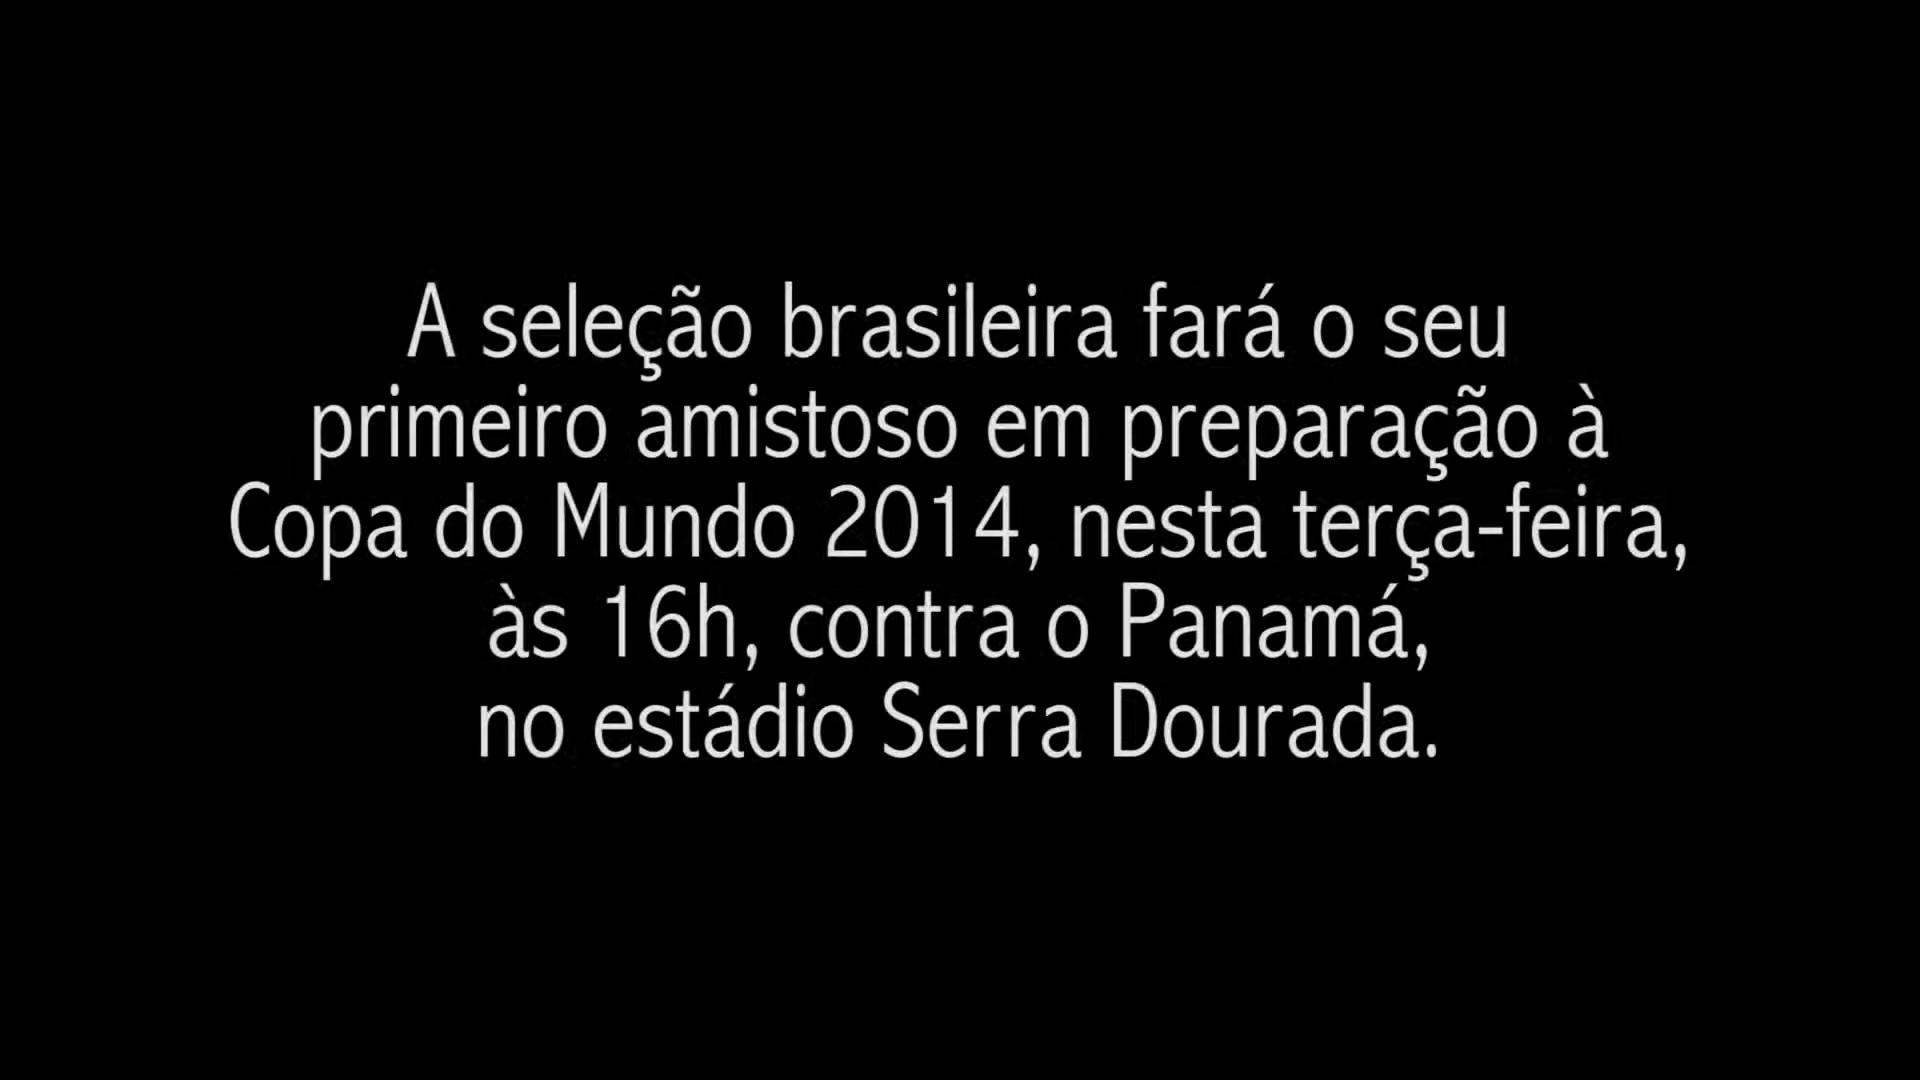 A seleção brasileira fará o seu
primeiro amistoso em preparação à
Copa do Mundo 2014, nesta terça-feira,
às 16h, contra o Panamá,
no estádio Serra Dourada.